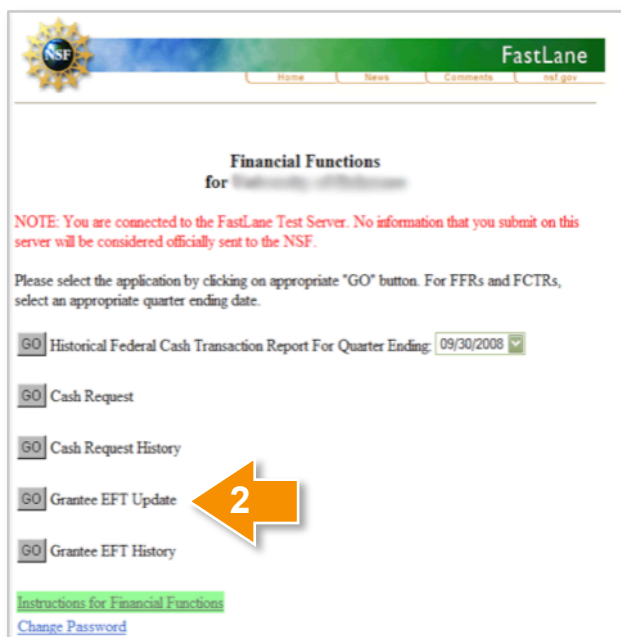 NSF
FastLane
Home News Comments nsf gov
Financial Functions
for
NOTE: You are connected to the FastLane Test Server. No information that you submit on this
server will be considered officially sent to the NSF.
Please select the application by clicking on appropriate "GO" button. For FFRs and FCTRs,
select an appropriate quarter ending date.
GO Historical Federal Cash Transaction Report For Quarter Ending: 09/30/2008
GO Cash Request
GO Cash Request History
GO Grantee EFT Update 2
GO Grantee EFT History
Instructions for Financial Functions
Change Password